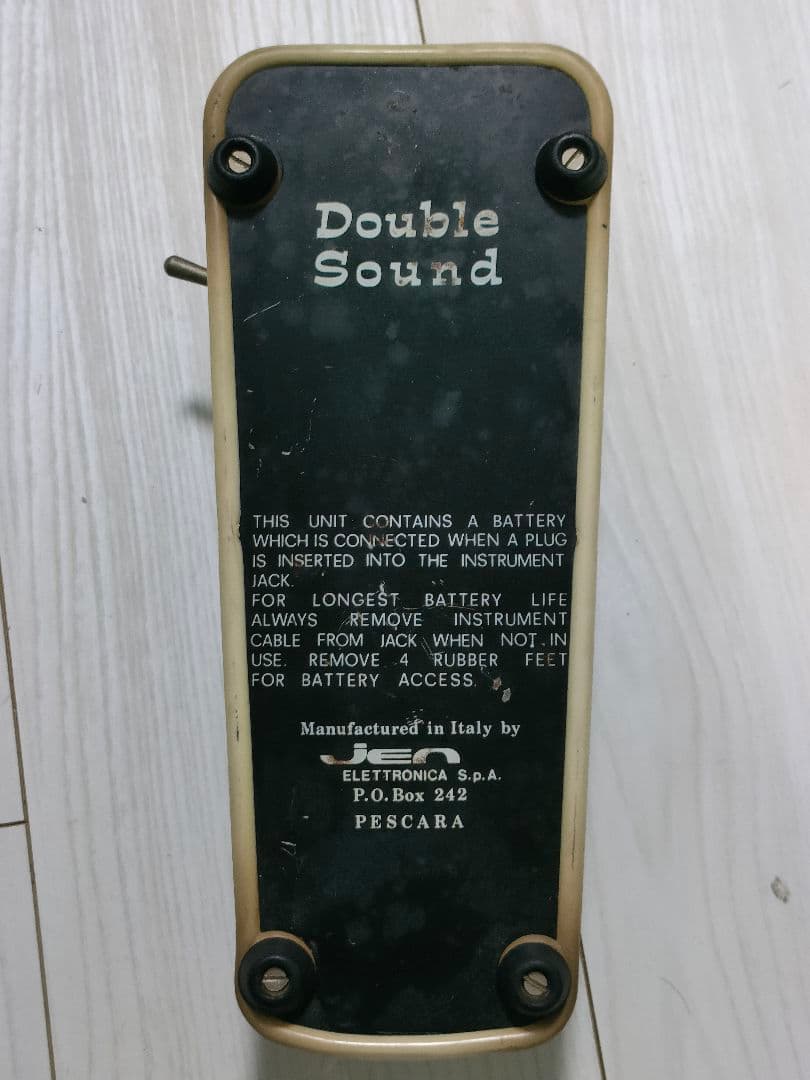 Double
Sound
THIS UNIT CONTAINS A BATTERY
WHICH IS CONNECTED WHEN A PLUG
IS INSERTED INTO THE INSTRUMENT
JACK.
FOR LONGEST BATTERY LIFE
ALWAYS REMOVE INSTRUMENT
CABLE FROM JACK WHEN NOT IN
USE. REMOVE 4 RUBBER FEET
FOR BATTERY ACCESS.
Manufactured in Italy by
Jen
ELETTRONICA S.p.A.
P.O. Box 242
PESCARA